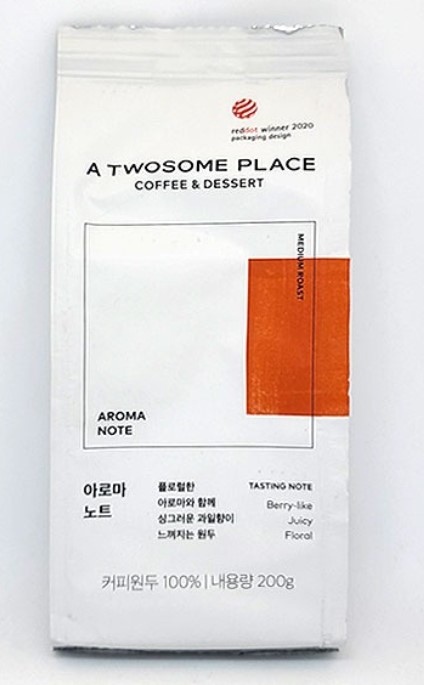 reddot winner 2020
packaging design
A TWOSOME PLACE
COFFEE & DESSERT
MEDIUM ROAST
AROMA
NOTE
아로마
노트
플로럴한
아로마와 함께
싱그러운 과일향이
느껴지는 원두
TASTING NOTE
Berry-like
Juicy
Floral
커피원두 100% | 내용량 200g